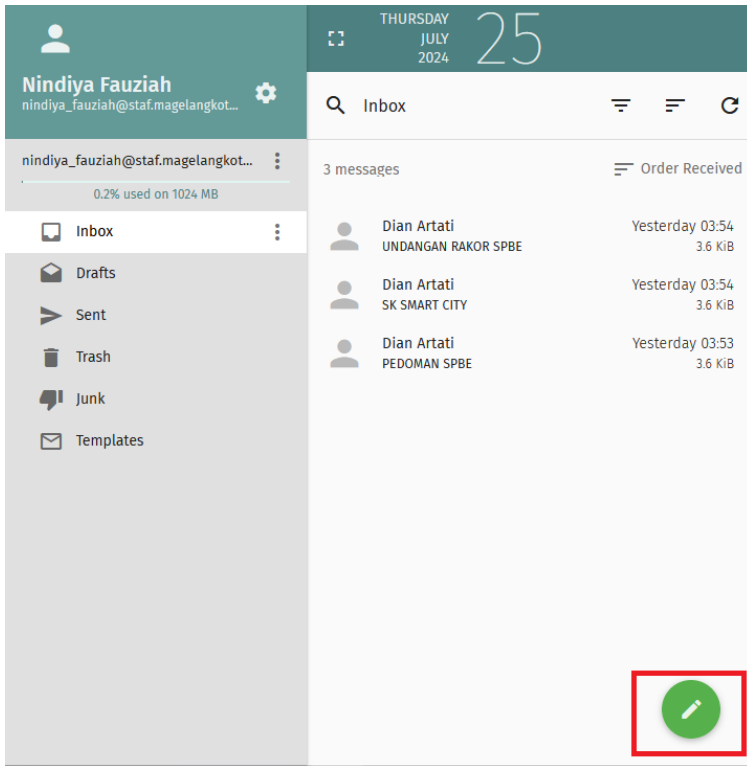 Nindiya Fauziah
nindiya_fauziah@staf.magelangkot...
THURSDAY
JULY
2024
25
Inbox
nindiya_fauziah@staf.magelangkot...
0.2% used on 1024 MB
Inbox
Drafts
Sent
Trash
Junk
Templates
3 messages
Order Received
Dian Artati
Yesterday 03:54
UNDANGAN RAKOR SPBE
3.6 KiB
Dian Artati
Yesterday 03:54
SK SMART CITY
3.6 KiB
Dian Artati
Yesterday 03:53
PEDOMAN SPBE
3.6 KiB